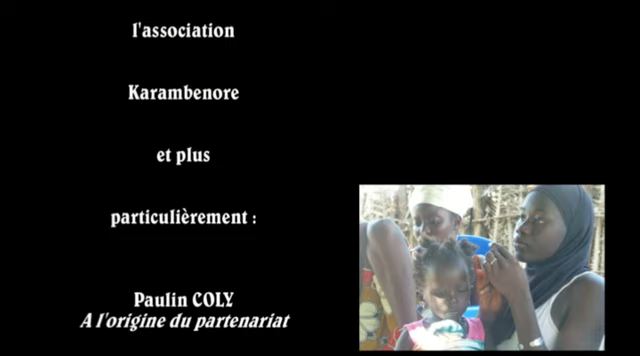 l'association
Karambenore
et plus
particulièrement :
Paulin COLY
A l'origine du partenariat